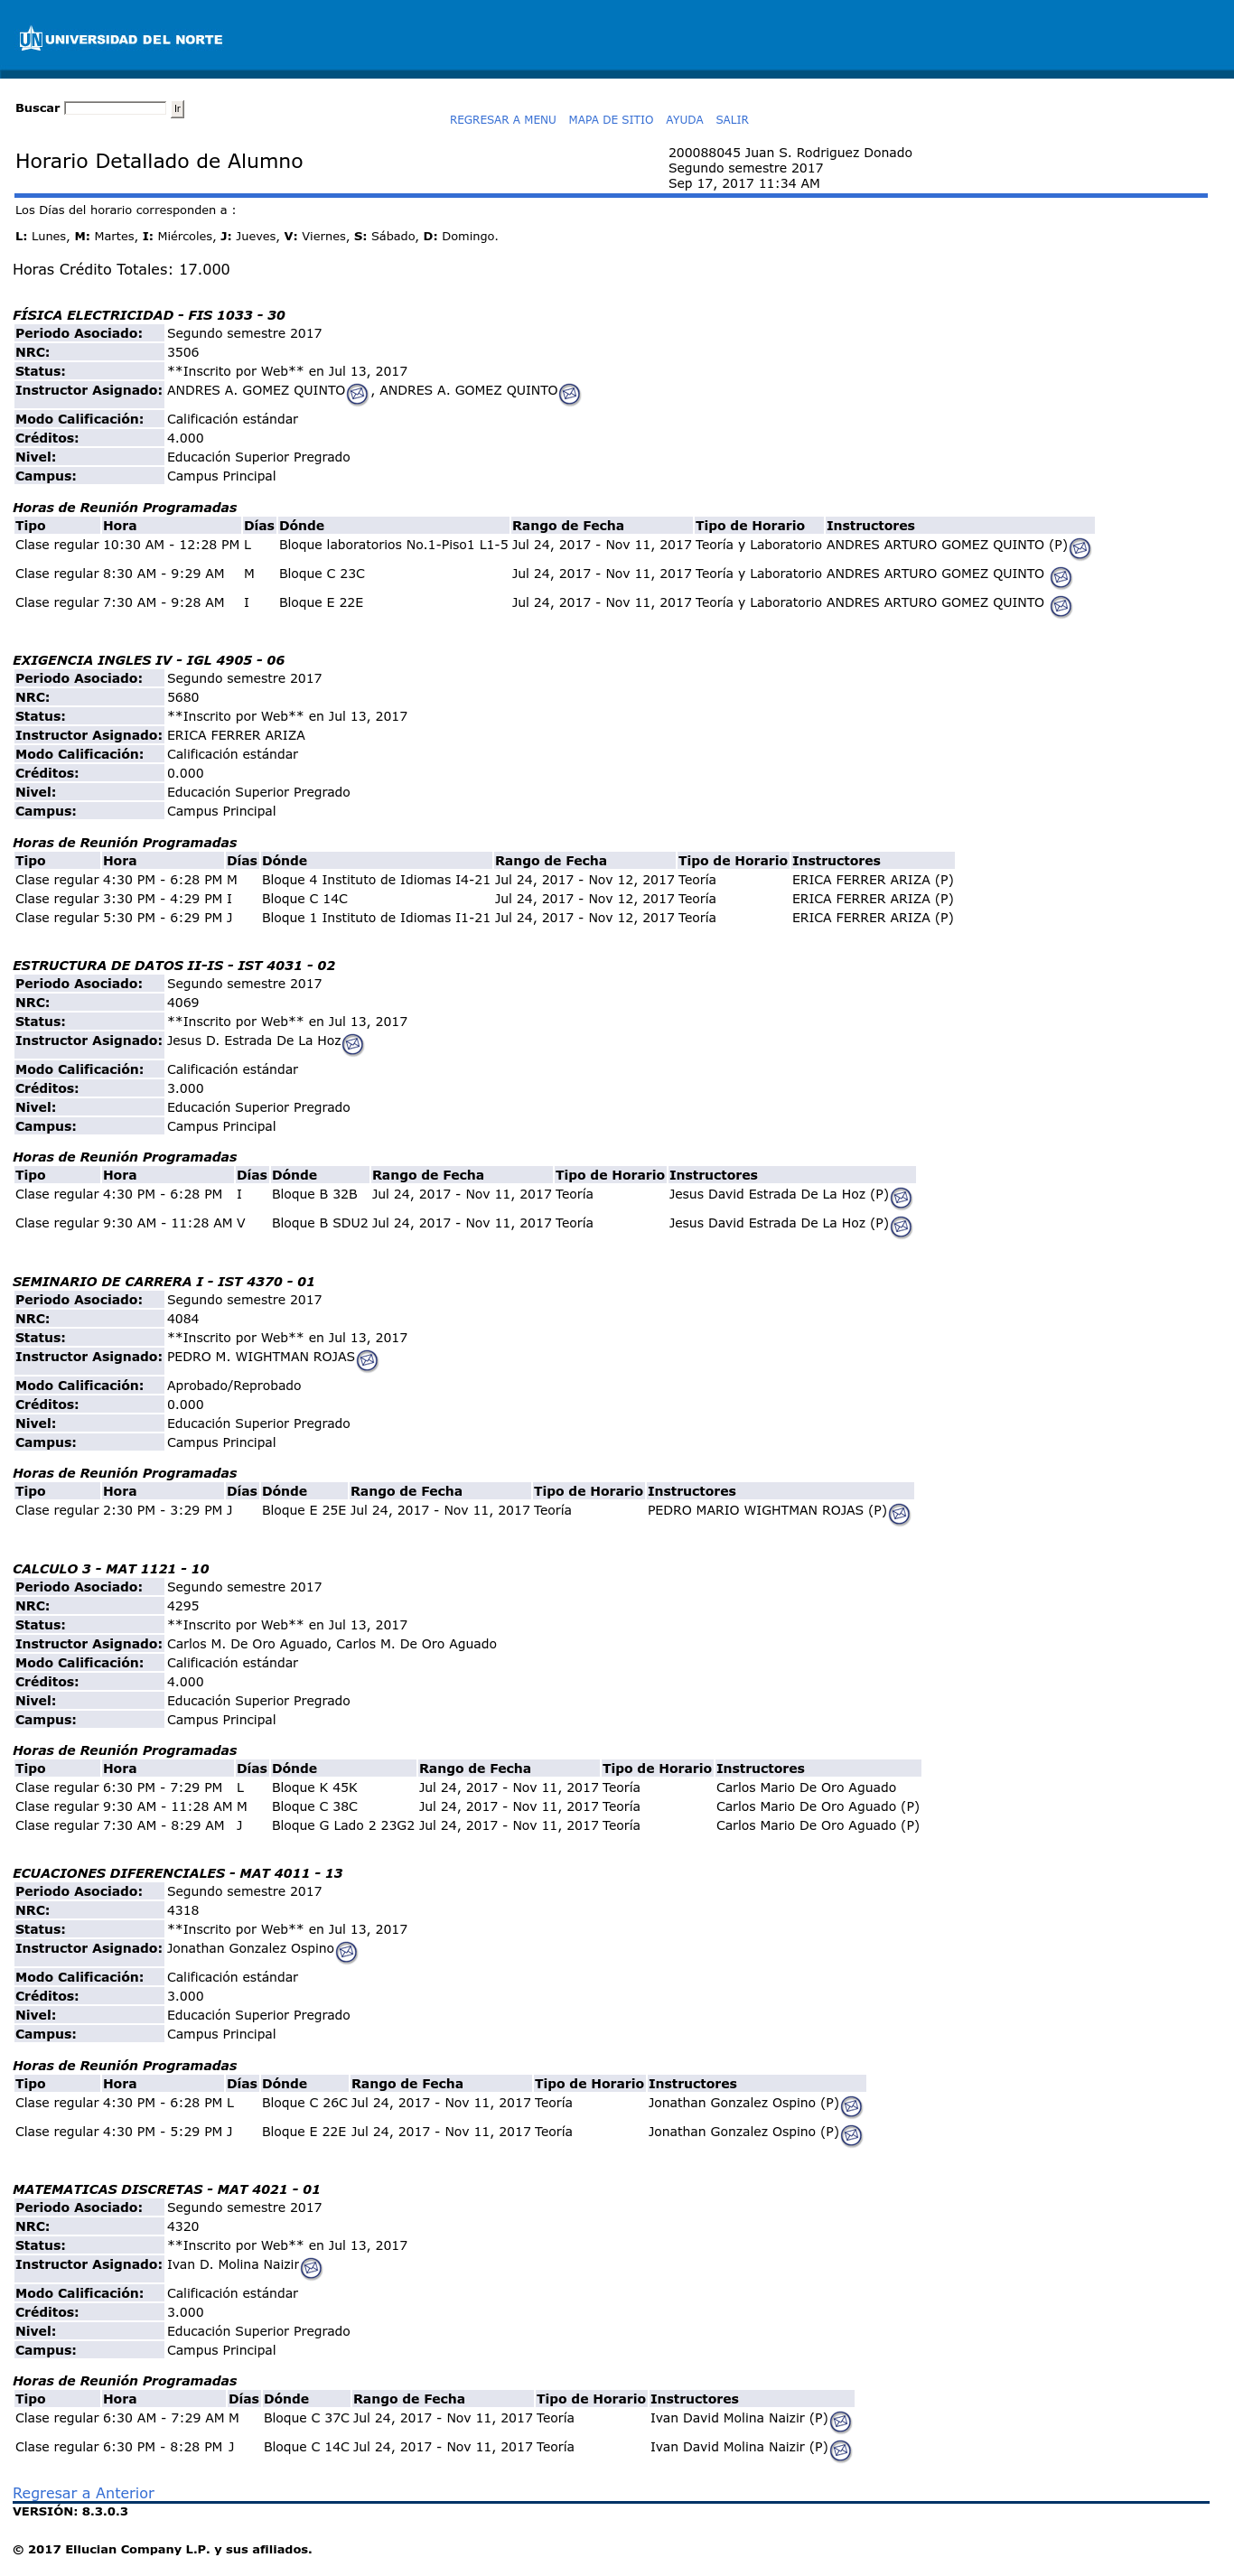 UNIVERSIDAD DEL NORTE
Buscar Ir
REGRESAR A MENU MAPA DE SITIO AYUDA SALIR
Horario Detallado de Alumno
200088045 Juan S. Rodriguez Donado
Segundo semestre 2017
Sep 17, 2017 11:34 AM
Los Días del horario corresponden a :
L: Lunes, M: Martes, I: Miércoles, J: Jueves, V: Viernes, S: Sábado, D: Domingo.
Horas Crédito Totales: 17.000
FÍSICA ELECTRICIDAD - FIS 1033 - 30
Periodo Asociado: Segundo semestre 2017
NRC: 3506
Status: **Inscrito por Web** en Jul 13, 2017
Instructor Asignado: ANDRES A. GOMEZ QUINTO , ANDRES A. GOMEZ QUINTO
Modo Calificación: Calificación estándar
Créditos: 4.000
Nivel: Educación Superior Pregrado
Campus: Campus Principal
Horas de Reunión Programadas
Tipo Hora Días Dónde Rango de Fecha Tipo de Horario Instructores
Clase regular 10:30 AM - 12:28 PM L Bloque laboratorios No.1-Piso1 L1-5 Jul 24, 2017 - Nov 11, 2017 Teoría y Laboratorio ANDRES ARTURO GOMEZ QUINTO (P)
Clase regular 8:30 AM - 9:29 AM M Bloque C 23C Jul 24, 2017 - Nov 11, 2017 Teoría y Laboratorio ANDRES ARTURO GOMEZ QUINTO
Clase regular 7:30 AM - 9:28 AM I Bloque E 22E Jul 24, 2017 - Nov 11, 2017 Teoría y Laboratorio ANDRES ARTURO GOMEZ QUINTO
EXIGENCIA INGLES IV - IGL 4905 - 06
Periodo Asociado: Segundo semestre 2017
NRC: 5680
Status: **Inscrito por Web** en Jul 13, 2017
Instructor Asignado: ERICA FERRER ARIZA
Modo Calificación: Calificación estándar
Créditos: 0.000
Nivel: Educación Superior Pregrado
Campus: Campus Principal
Horas de Reunión Programadas
Tipo Hora Días Dónde Rango de Fecha Tipo de Horario Instructores
Clase regular 4:30 PM - 6:28 PM M Bloque 4 Instituto de Idiomas I4-21 Jul 24, 2017 - Nov 12, 2017 Teoría ERICA FERRER ARIZA (P)
Clase regular 3:30 PM - 4:29 PM I Bloque C 14C Jul 24, 2017 - Nov 12, 2017 Teoría ERICA FERRER ARIZA (P)
Clase regular 5:30 PM - 6:29 PM J Bloque 1 Instituto de Idiomas I1-21 Jul 24, 2017 - Nov 12, 2017 Teoría ERICA FERRER ARIZA (P)
ESTRUCTURA DE DATOS II-IS - IST 4031 - 02
Periodo Asociado: Segundo semestre 2017
NRC: 4069
Status: **Inscrito por Web** en Jul 13, 2017
Instructor Asignado: Jesus D. Estrada De La Hoz
Modo Calificación: Calificación estándar
Créditos: 3.000
Nivel: Educación Superior Pregrado
Campus: Campus Principal
Horas de Reunión Programadas
Tipo Hora Días Dónde Rango de Fecha Tipo de Horario Instructores
Clase regular 4:30 PM - 6:28 PM I Bloque B 32B Jul 24, 2017 - Nov 11, 2017 Teoría Jesus David Estrada De La Hoz (P)
Clase regular 9:30 AM - 11:28 AM V Bloque B SDU2 Jul 24, 2017 - Nov 11, 2017 Teoría Jesus David Estrada De La Hoz (P)
SEMINARIO DE CARRERA I - IST 4370 - 01
Periodo Asociado: Segundo semestre 2017
NRC: 4084
Status: **Inscrito por Web** en Jul 13, 2017
Instructor Asignado: PEDRO M. WIGHTMAN ROJAS
Modo Calificación: Aprobado/Reprobado
Créditos: 0.000
Nivel: Educación Superior Pregrado
Campus: Campus Principal
Horas de Reunión Programadas
Tipo Hora Días Dónde Rango de Fecha Tipo de Horario Instructores
Clase regular 2:30 PM - 3:29 PM J Bloque E 25E Jul 24, 2017 - Nov 11, 2017 Teoría PEDRO MARIO WIGHTMAN ROJAS (P)
CALCULO 3 - MAT 1121 - 10
Periodo Asociado: Segundo semestre 2017
NRC: 4295
Status: **Inscrito por Web** en Jul 13, 2017
Instructor Asignado: Carlos M. De Oro Aguado, Carlos M. De Oro Aguado
Modo Calificación: Calificación estándar
Créditos: 4.000
Nivel: Educación Superior Pregrado
Campus: Campus Principal
Horas de Reunión Programadas
Tipo Hora Días Dónde Rango de Fecha Tipo de Horario Instructores
Clase regular 6:30 PM - 7:29 PM L Bloque K 45K Jul 24, 2017 - Nov 11, 2017 Teoría Carlos Mario De Oro Aguado
Clase regular 9:30 AM - 11:28 AM M Bloque C 38C Jul 24, 2017 - Nov 11, 2017 Teoría Carlos Mario De Oro Aguado (P)
Clase regular 7:30 AM - 8:29 AM J Bloque G Lado 2 23G2 Jul 24, 2017 - Nov 11, 2017 Teoría Carlos Mario De Oro Aguado (P)
ECUACIONES DIFERENCIALES - MAT 4011 - 13
Periodo Asociado: Segundo semestre 2017
NRC: 4318
Status: **Inscrito por Web** en Jul 13, 2017
Instructor Asignado: Jonathan Gonzalez Ospino
Modo Calificación: Calificación estándar
Créditos: 3.000
Nivel: Educación Superior Pregrado
Campus: Campus Principal
Horas de Reunión Programadas
Tipo Hora Días Dónde Rango de Fecha Tipo de Horario Instructores
Clase regular 4:30 PM - 6:28 PM L Bloque C 26C Jul 24, 2017 - Nov 11, 2017 Teoría Jonathan Gonzalez Ospino (P)
Clase regular 4:30 PM - 5:29 PM J Bloque E 22E Jul 24, 2017 - Nov 11, 2017 Teoría Jonathan Gonzalez Ospino (P)
MATEMATICAS DISCRETAS - MAT 4021 - 01
Periodo Asociado: Segundo semestre 2017
NRC: 4320
Status: **Inscrito por Web** en Jul 13, 2017
Instructor Asignado: Ivan D. Molina Naizir
Modo Calificación: Calificación estándar
Créditos: 3.000
Nivel: Educación Superior Pregrado
Campus: Campus Principal
Horas de Reunión Programadas
Tipo Hora Días Dónde Rango de Fecha Tipo de Horario Instructores
Clase regular 6:30 AM - 7:29 AM M Bloque C 37C Jul 24, 2017 - Nov 11, 2017 Teoría Ivan David Molina Naizir (P)
Clase regular 6:30 PM - 8:28 PM J Bloque C 14C Jul 24, 2017 - Nov 11, 2017 Teoría Ivan David Molina Naizir (P)
Regresar a Anterior
VERSIÓN: 8.3.0.3
© 2017 Ellucian Company L.P. y sus afiliados.